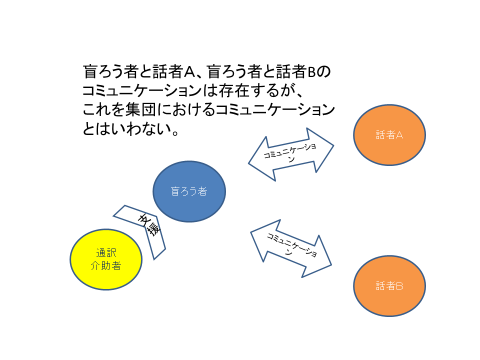 盲ろう者と話者A、盲ろう者と話者Bの
コミュニケーションは存在するが、
これを集団におけるコミュニケーション
とはいわない。
話者A
コミュニケーショ
ン
盲ろう者
支援
通訳
介助者
コミュニケーショ
ン
話者B